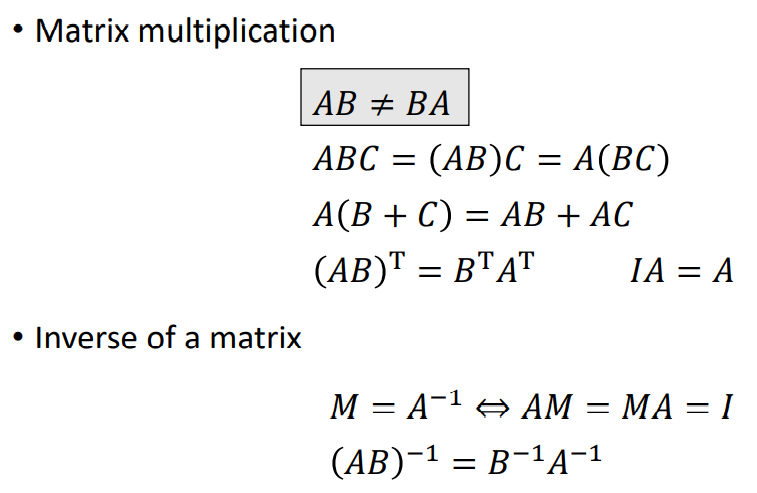 • Matrix multiplication
AB ≠ BA
ABC = (AB)C = A(BC)
A(B + C) = AB + AC
(AB)ᵀ = BᵀAᵀ IA = A
• Inverse of a matrix
M = A⁻¹ ⇔ AM = MA = I
(AB)⁻¹ = B⁻¹A⁻¹